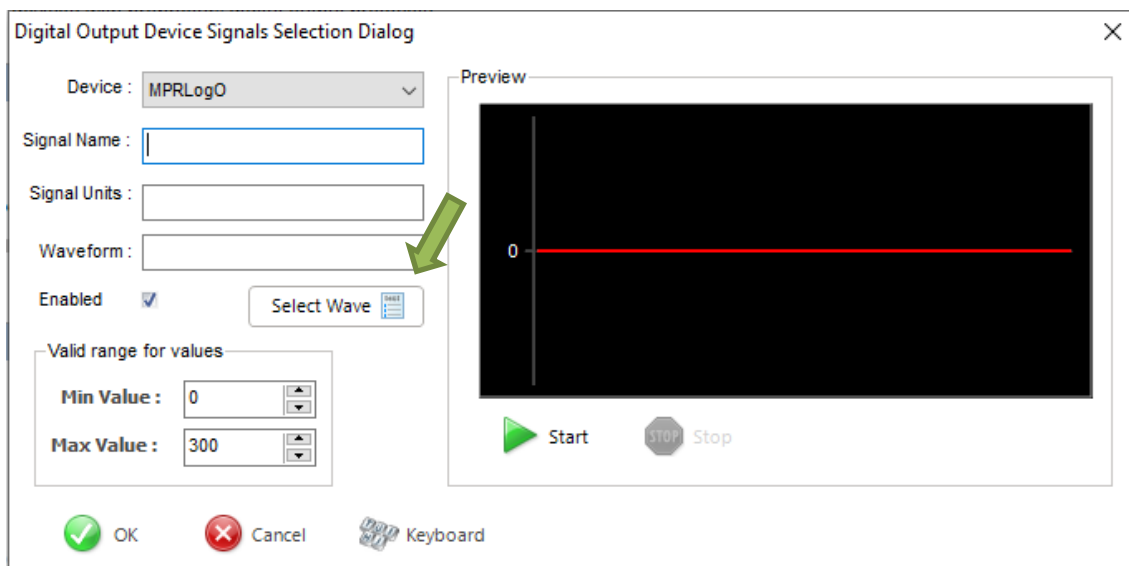 Digital Output Device Signals Selection Dialog
Device :
MPRLogO
Signal Name :
Signal Units :
Waveform :
Enabled
Select Wave
Valid range for values
Min Value :
0
Max Value :
300
Preview
0
Start
STOP
Stop
OK
Cancel
Keyboard